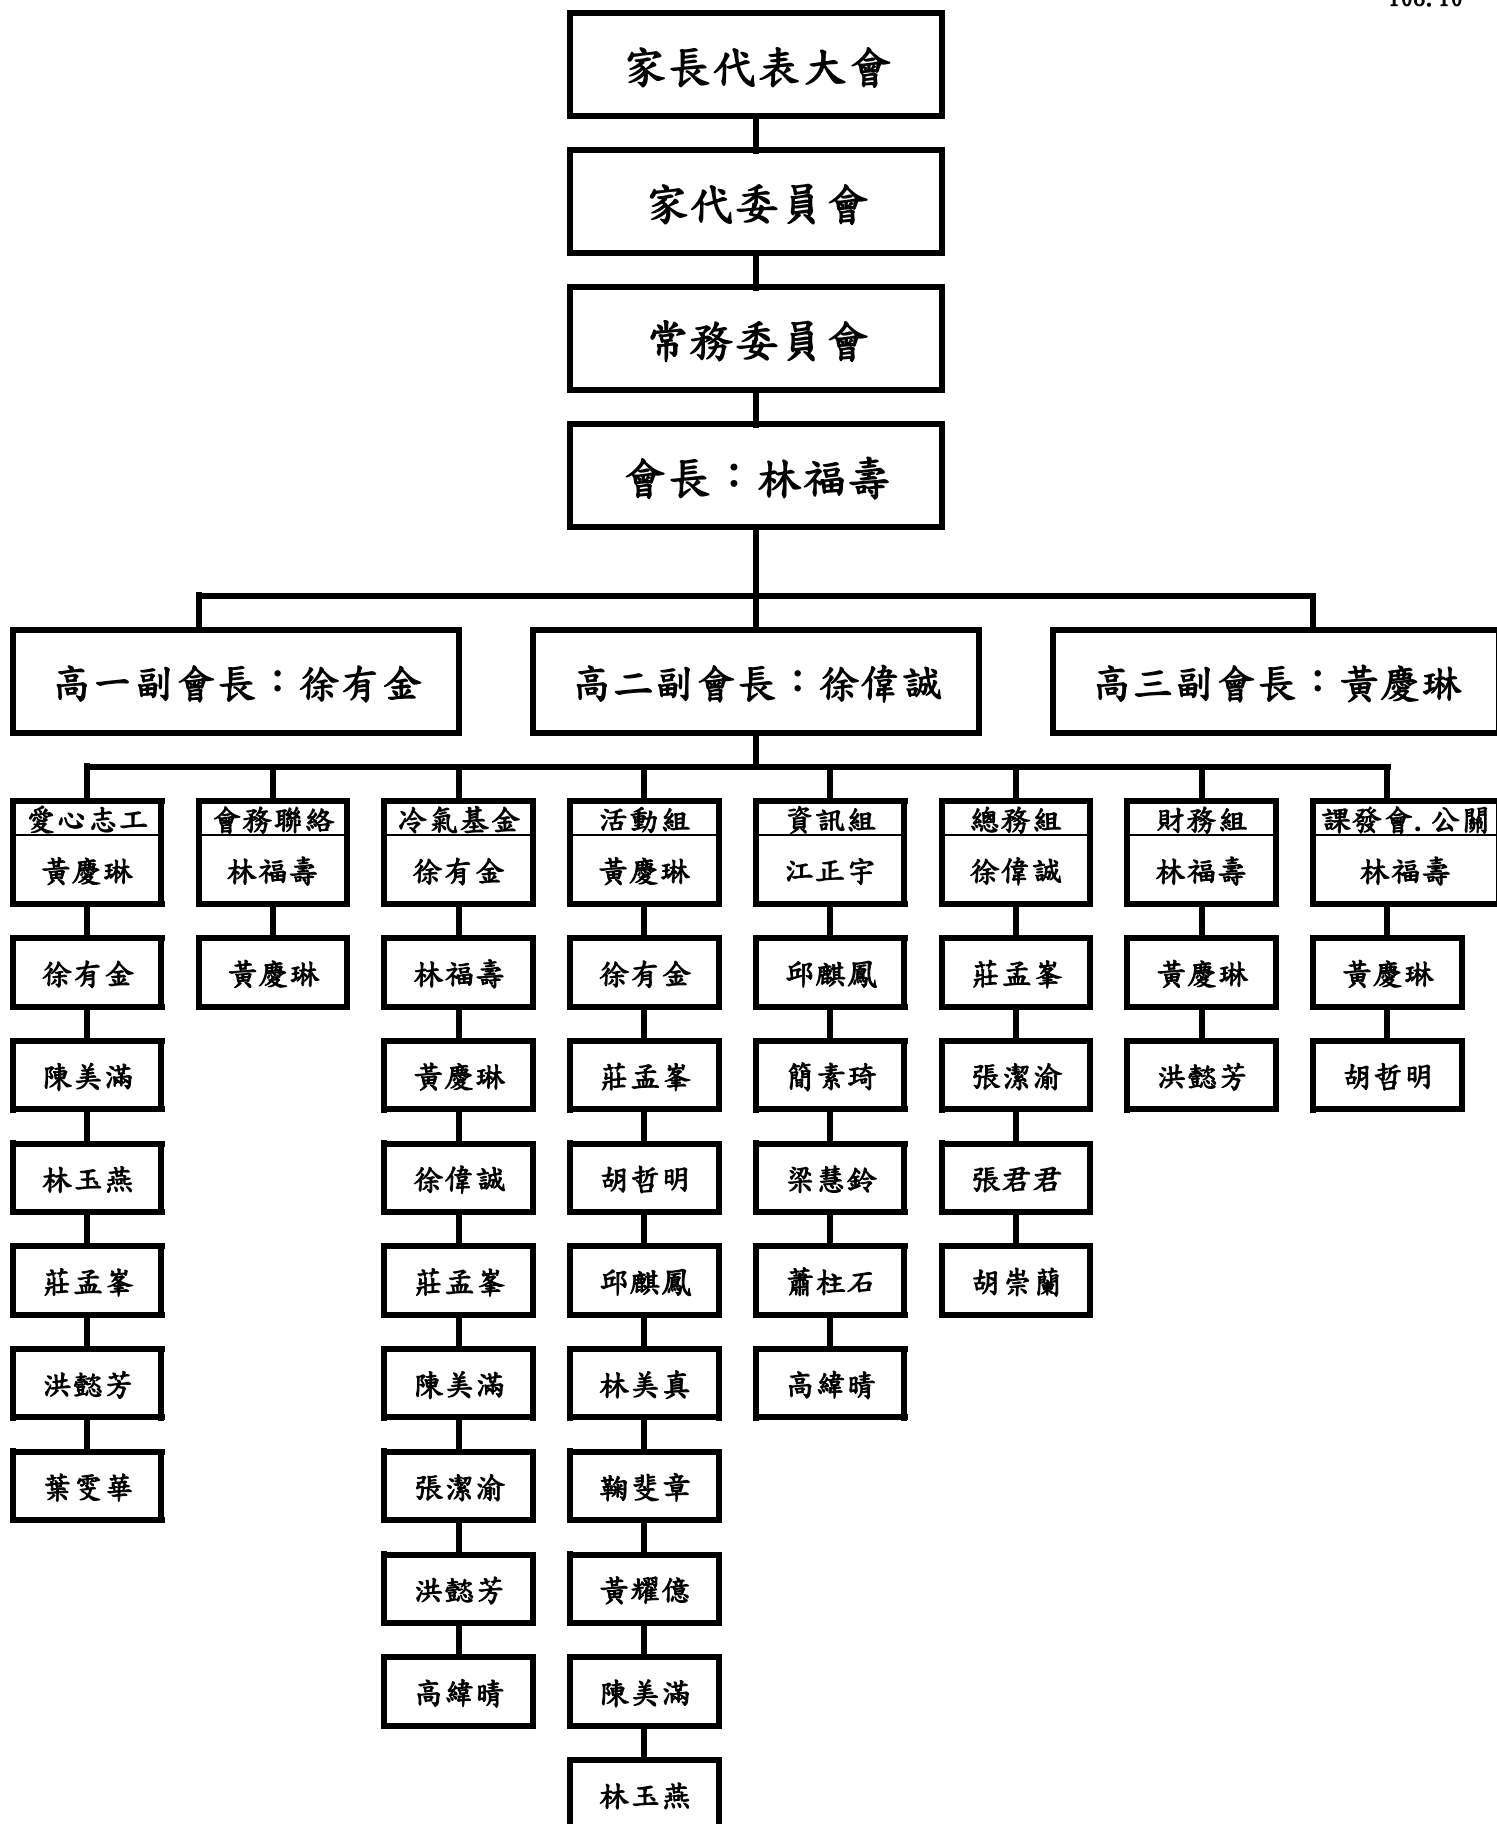 家長代表大會
家代委員會
常務委員會
會長：林福壽
高一副會長：徐有金
高二副會長：徐偉誠
高三副會長：黃慶琳
愛心志工
黃慶琳
徐有金
陳美滿
林玉燕
莊孟峯
洪懿芳
葉雯華
會務聯絡
林福壽
黃慶琳
冷氣基金
徐有金
林福壽
黃慶琳
徐偉誠
莊孟峯
陳美滿
張潔渝
洪懿芳
高緯晴
活動組
黃慶琳
徐有金
莊孟峯
胡哲明
邱麒鳳
林美真
鞠斐章
黃耀億
陳美滿
林玉燕
資訊組
江正宇
邱麒鳳
簡素琦
梁慧鈴
蕭柱石
高緯晴
總務組
徐偉誠
莊孟峯
張潔渝
張君君
胡崇蘭
財務組
林福壽
黃慶琳
洪懿芳
課發會.公關
林福壽
黃慶琳
胡哲明